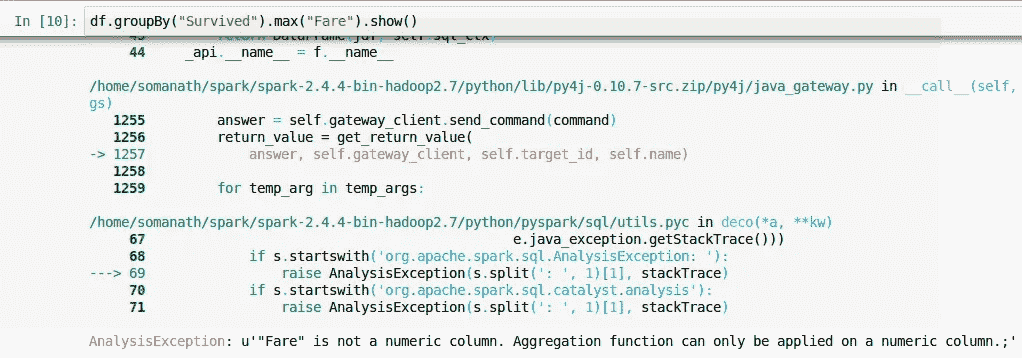 In [10]: df.groupBy("Survived").max("Fare").show()
44 _api.__name__ = f.__name__
/home/somanath/spark/spark-2.4.4-bin-hadoop2.7/python/lib/py4j-0.10.7-src.zip/py4j/java_gateway.py in __call__(self,
gs)
1255 answer = self.gateway_client.send_command(command)
1256 return_value = get_return_value(
-> 1257 answer, self.gateway_client, self.target_id, self.name)
1258
1259 for temp_arg in temp_args:
/home/somanath/spark/spark-2.4.4-bin-hadoop2.7/python/pyspark/sql/utils.pyc in deco(*a, **kw)
67 e.java_exception.getStackTrace()))
68 if s.startswith('org.apache.spark.sql.AnalysisException: '):
---> 69 raise AnalysisException(s.split(': ', 1)[1], stackTrace)
70 if s.startswith('org.apache.spark.sql.catalyst.analysis'):
71 raise AnalysisException(s.split(': ', 1)[1], stackTrace)
AnalysisException: u'"Fare" is not a numeric column. Aggregation function can only be applied on a numeric column.;'